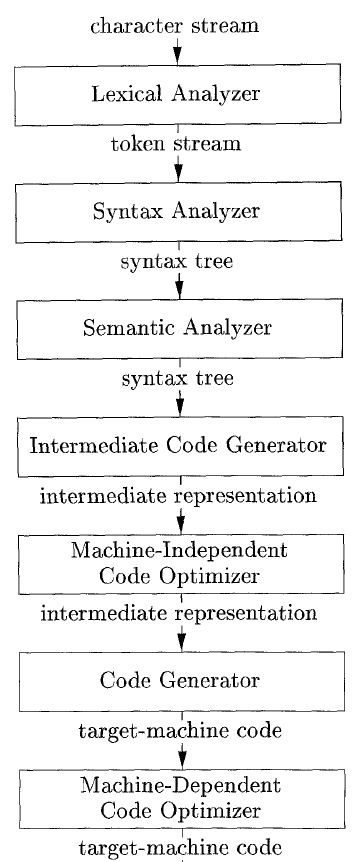 character stream
Lexical Analyzer
token stream
Syntax Analyzer
syntax tree
Semantic Analyzer
syntax tree
Intermediate Code Generator
intermediate representation
Machine-Independent
Code Optimizer
intermediate representation
Code Generator
target-machine code
Machine-Dependent
Code Optimizer
target-machine code